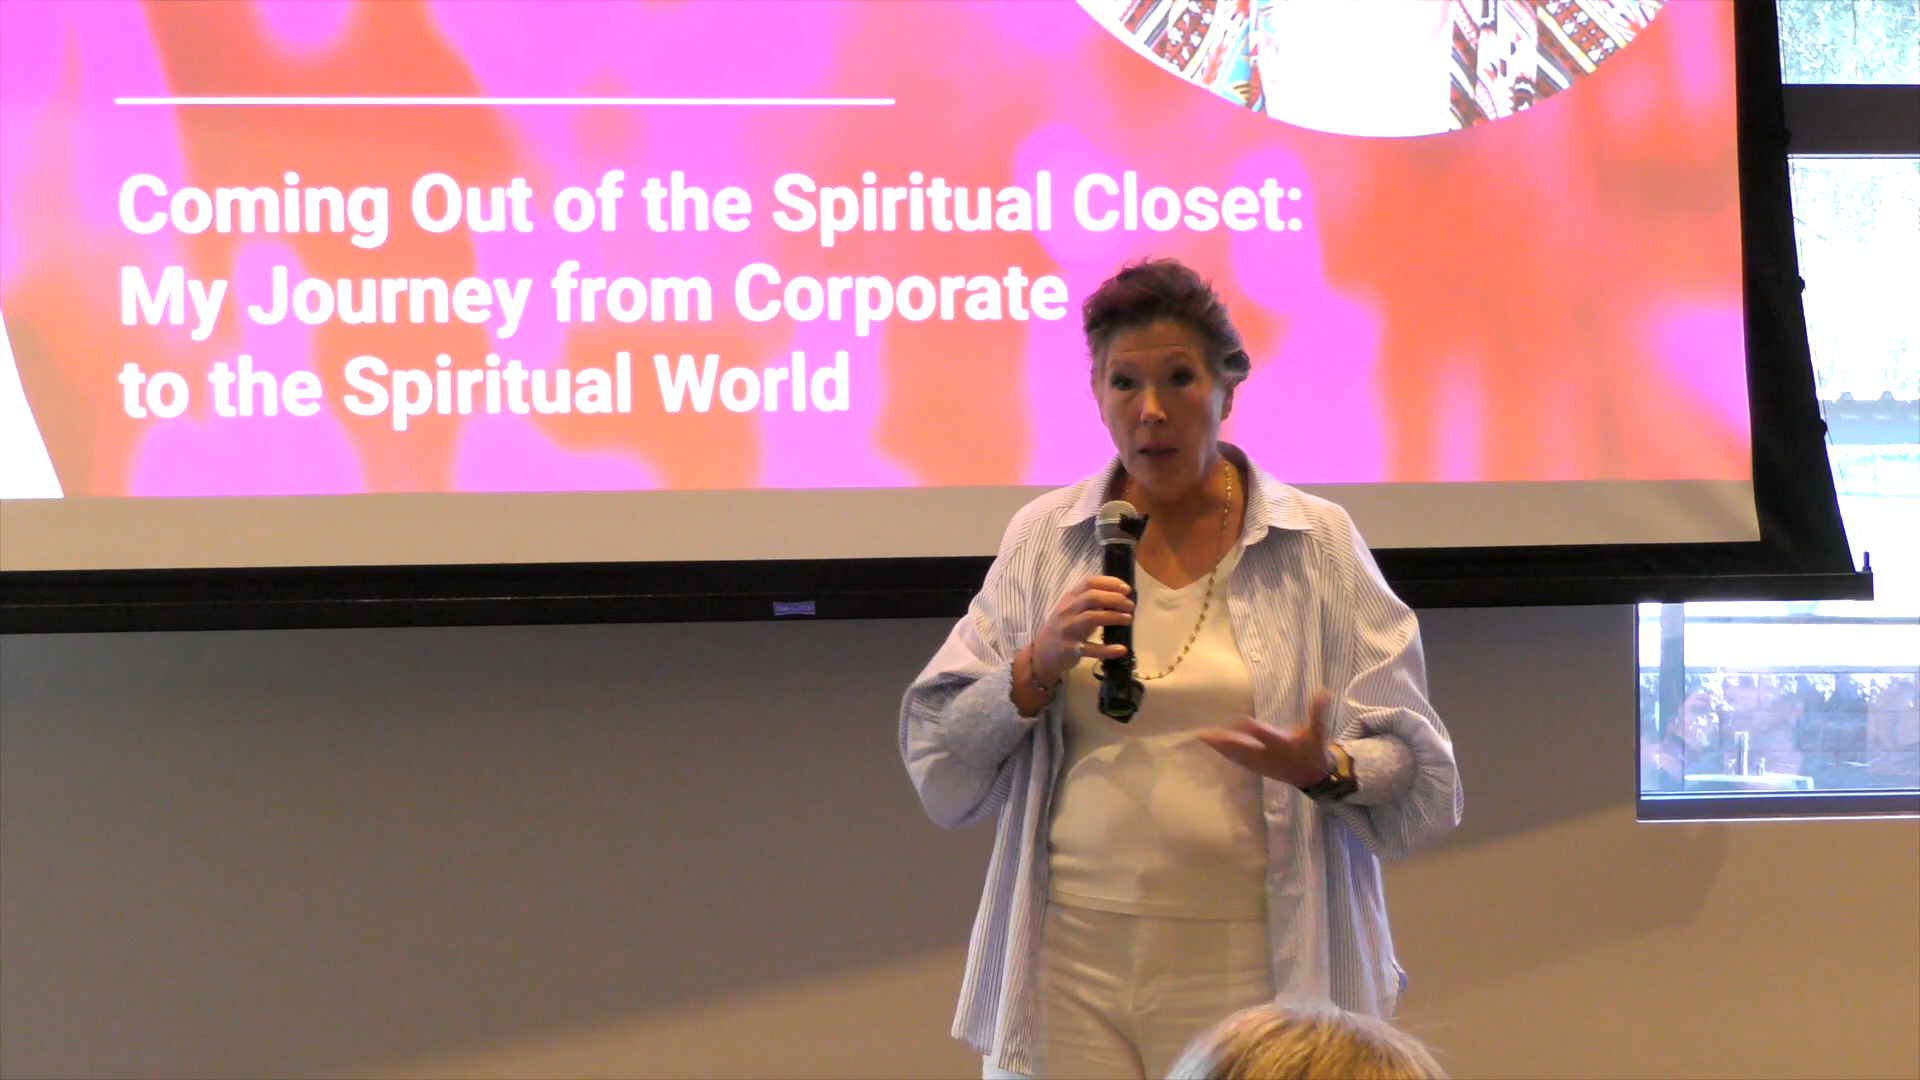 Coming Out of the Spiritual Closet:
My Journey from Corporate
to the Spiritual World